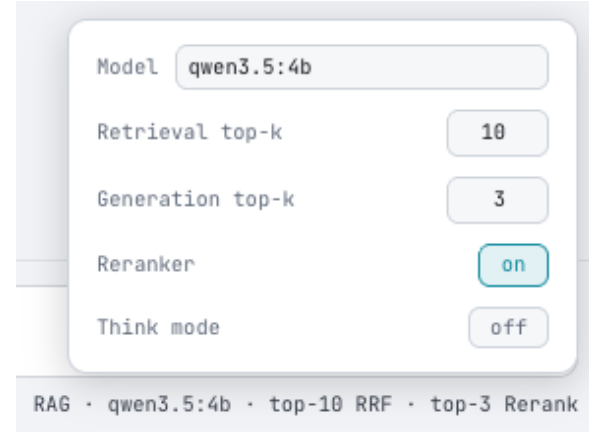 Model qwen3.5:4b
Retrieval top-k 10
Generation top-k 3
Reranker on
Think mode off
RAG · qwen3.5:4b · top-10 RRF · top-3 Rerank